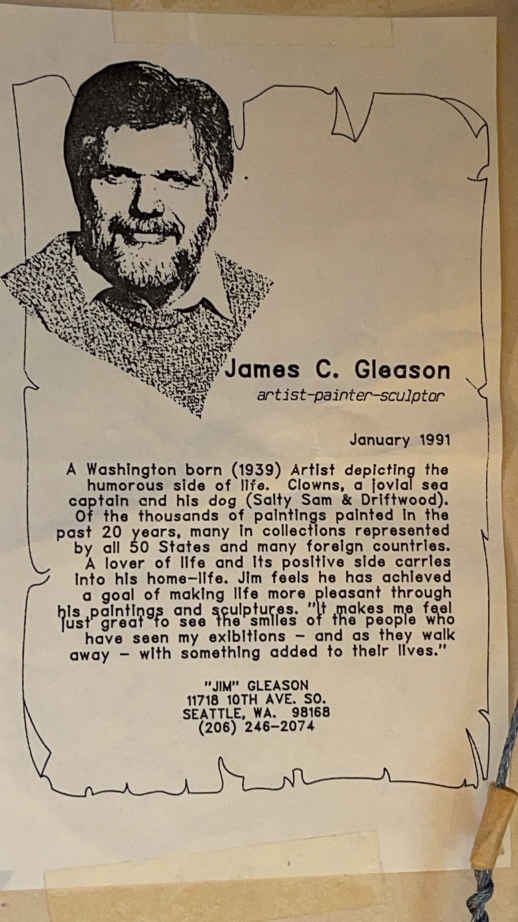 James C. Gleason
artist-painter-sculptor
January 1991
A Washington born (1939) Artist depicting the
humorous side of life. Clowns, a jovial sea
captain and his dog (Salty Sam & Driftwood).
Of the thousands of paintings painted in the
past 20 years, many in collections represented
by all 50 States and many foreign countries.
A lover of life and its positive side carries
into his home-life. Jim feels he has achieved
a goal of making life more pleasant through
his paintings and sculptures. "It makes me feel
just great to see the smiles of the people who
have seen my exibitions - and as they walk
away - with something added to their lives."
"JIM" GLEASON
11718 10TH AVE. SO.
SEATTLE, WA. 98168
(206) 246-2074